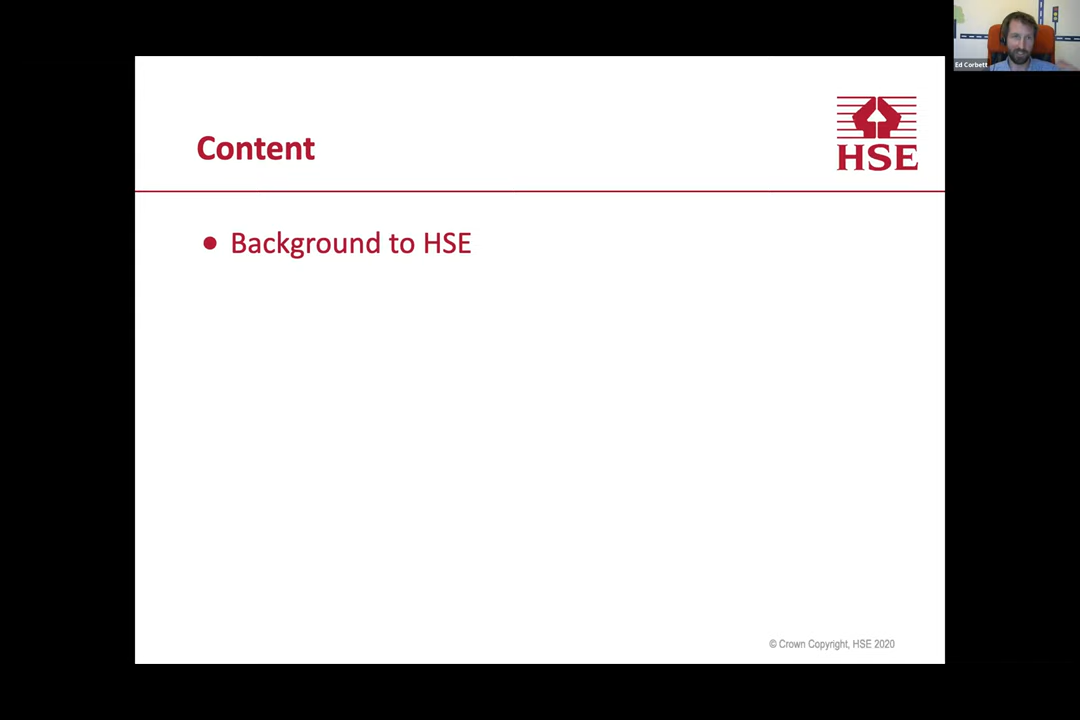 Ed Corbett
Content
HSE
● Background to HSE
© Crown Copyright, HSE 2020